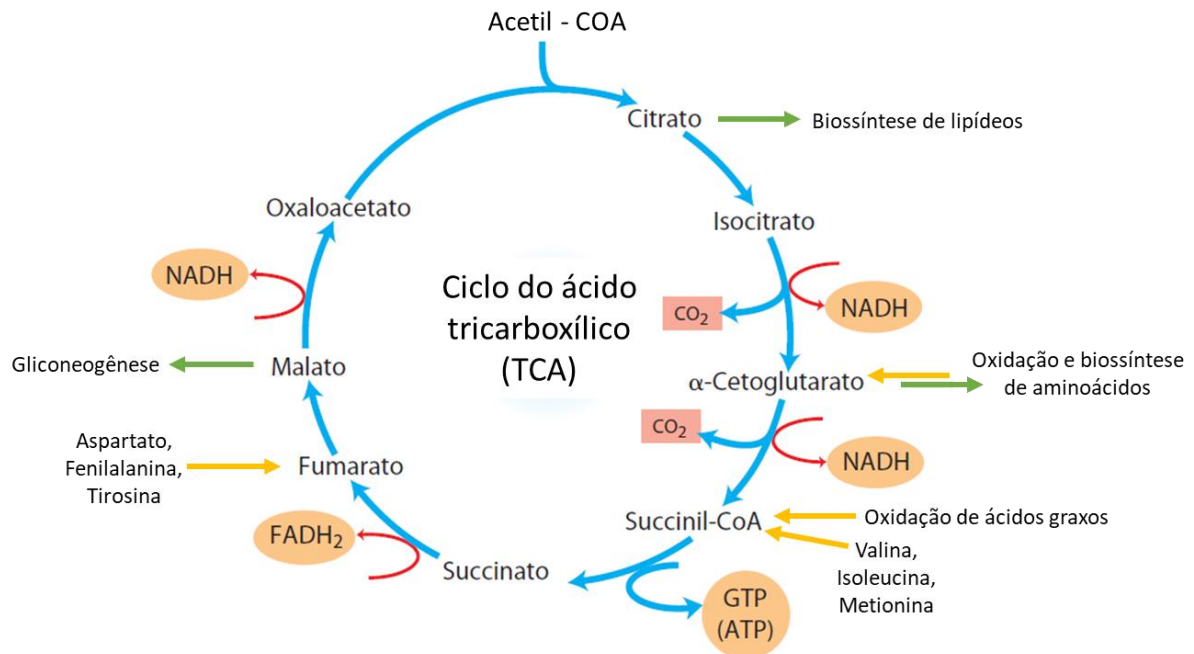 Acetil - COA
Citrato
Biossíntese de lipídeos
Oxaloacetato
Isocitrato
NADH
Ciclo do ácido
tricarboxílico
(TCA)
CO2
NADH
Gliconeogênese
Malato
α-Cetoglutarato
Oxidação e biossíntese
de aminoácidos
CO2
NADH
Aspartato,
Fenilalanina,
Tirosina
Fumarato
Succinil-CoA
Oxidação de ácidos graxos
Valina,
Isoleucina,
Metionina
FADH2
Succinato
GTP
(ATP)